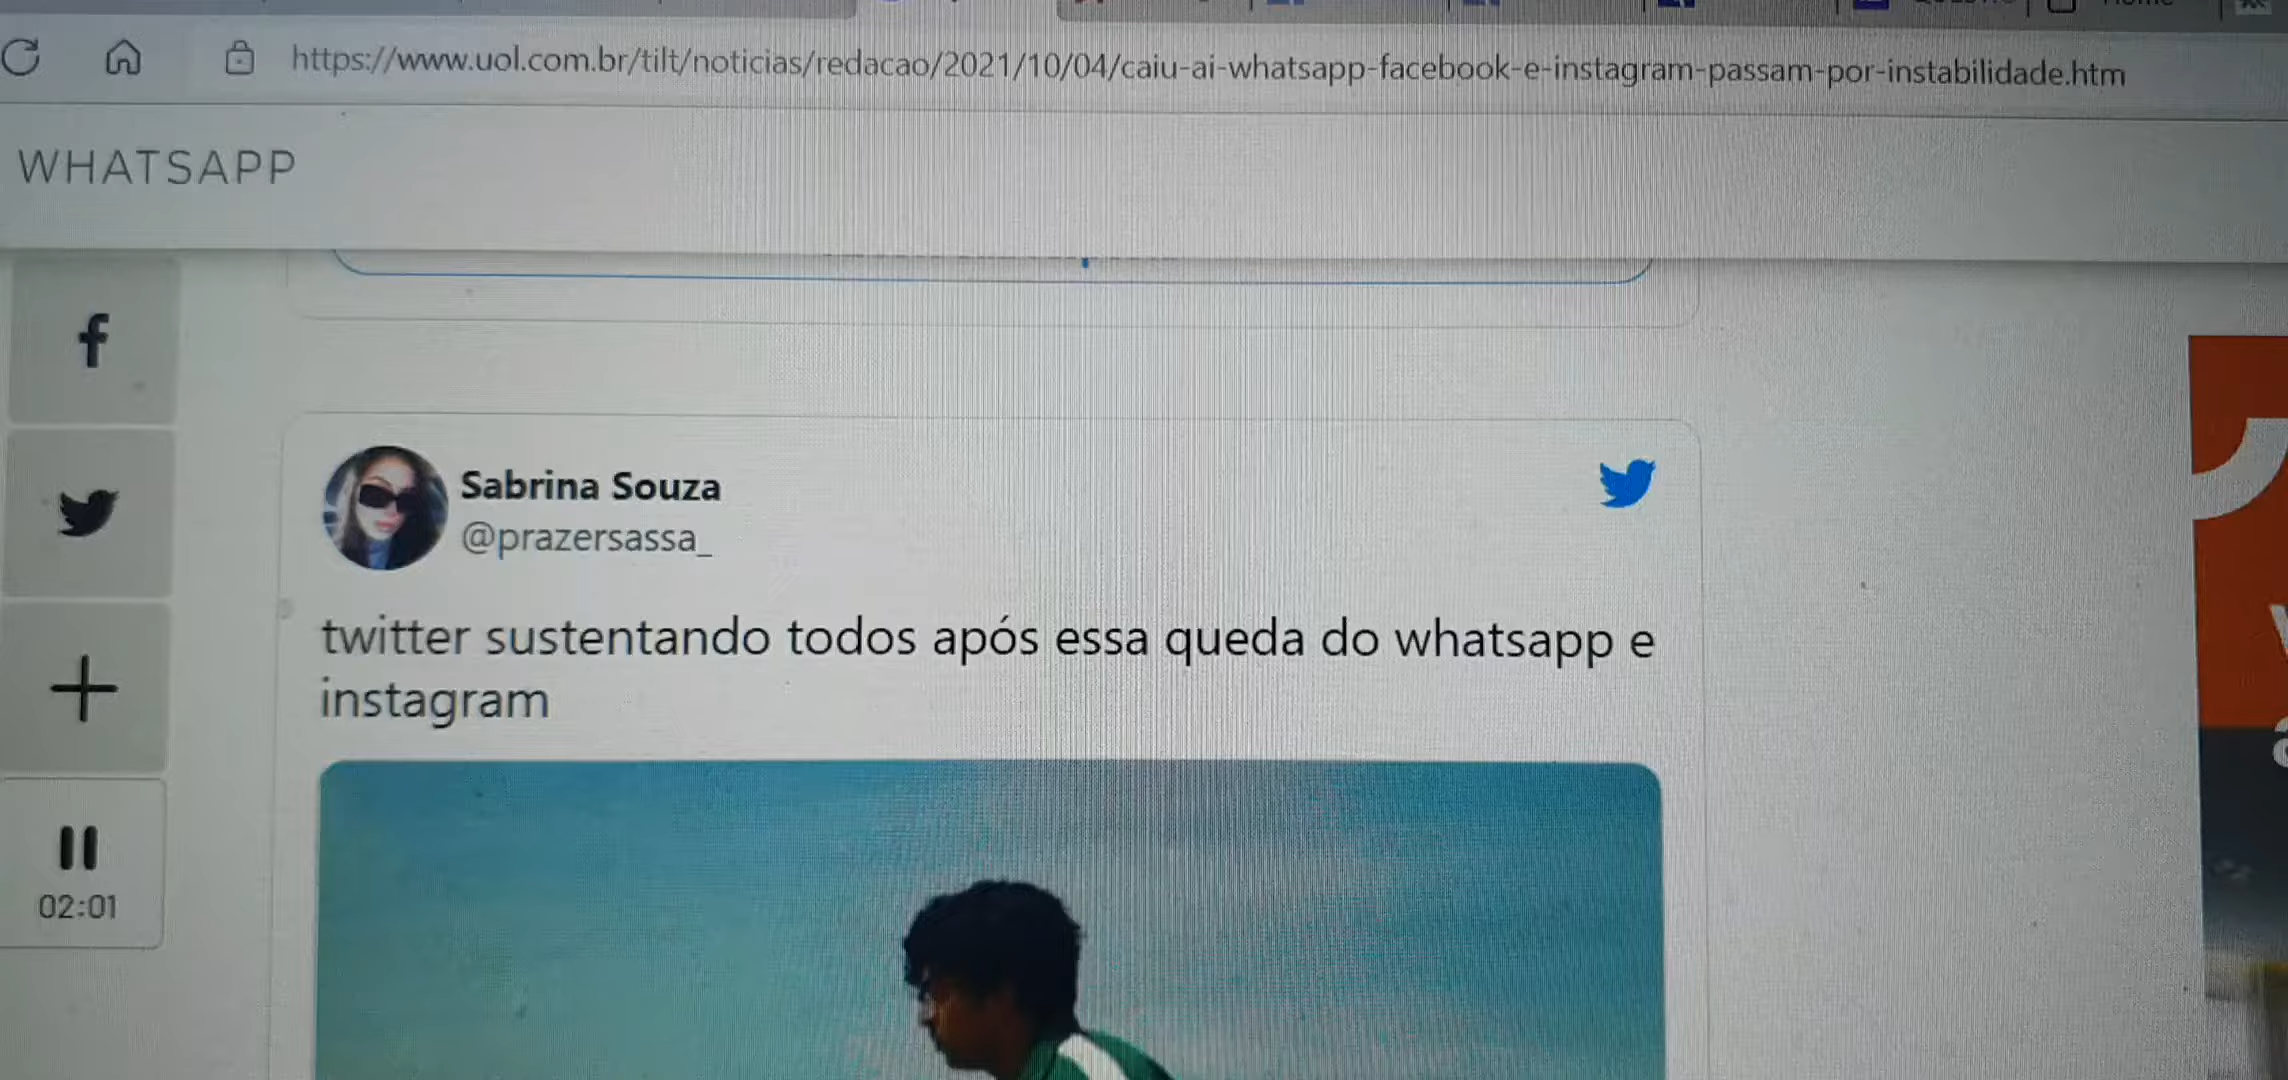 https://www.uol.com.br/tilt/noticias/redacao/2021/10/04/caiu-ai-whatsapp-facebook-e-instagram-passam-por-instabilidade.htm
WHATSAPP
Sabrina Souza
@prazersassa_
twitter sustentando todos após essa queda do whatsapp e
instagram
02:01